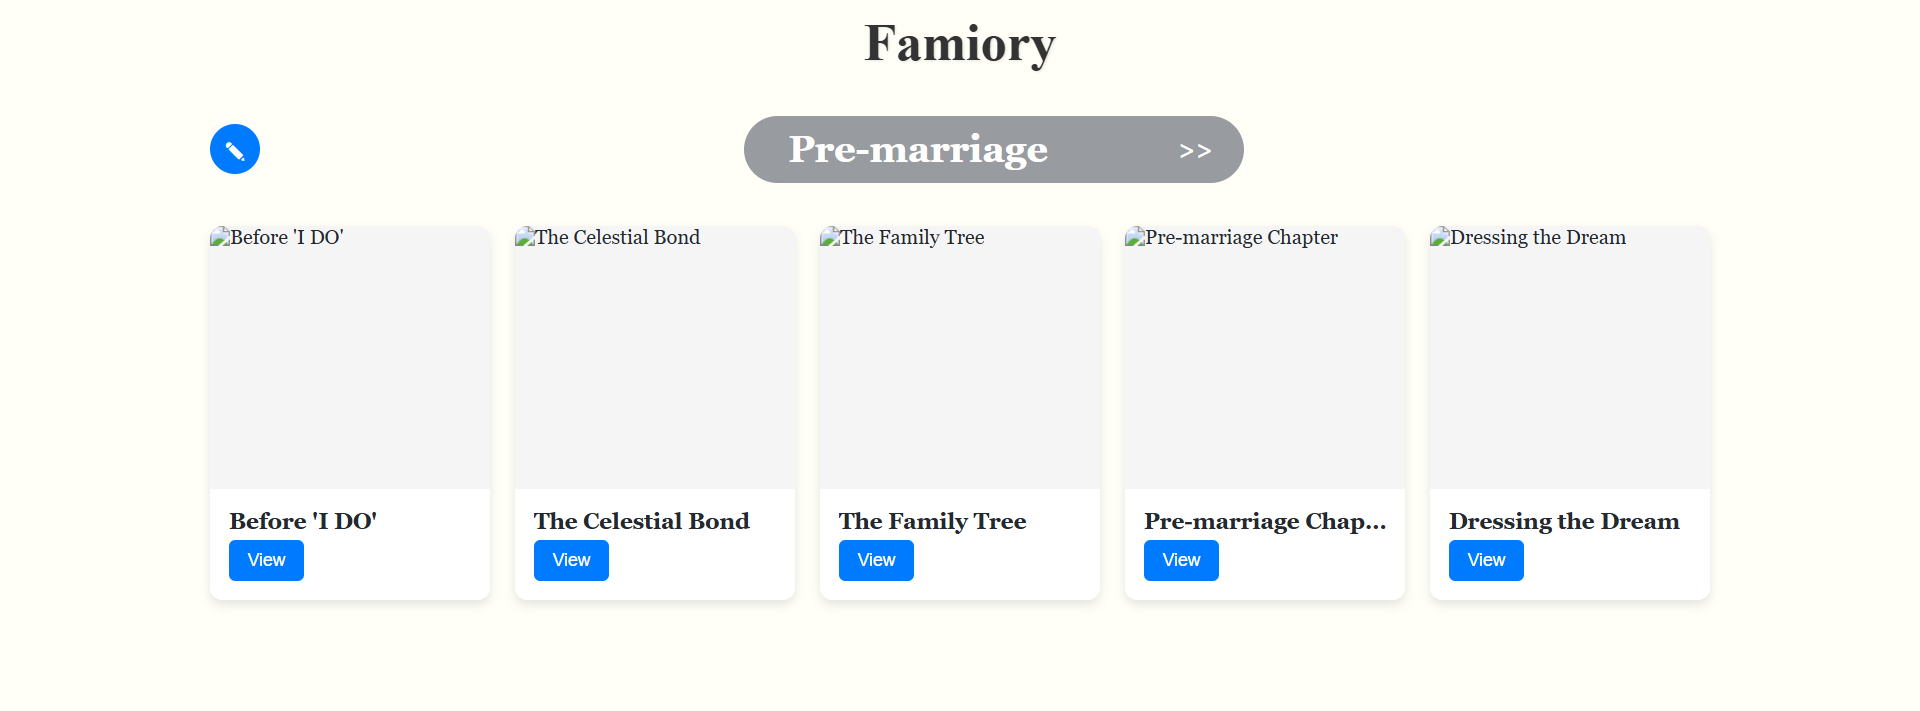 Famiory
Pre-marriage >>
Before 'I DO' The Celestial Bond The Family Tree Pre-marriage Chapter Dressing the Dream
Before 'I DO' The Celestial Bond The Family Tree Pre-marriage Chap... Dressing the Dream
View View View View View